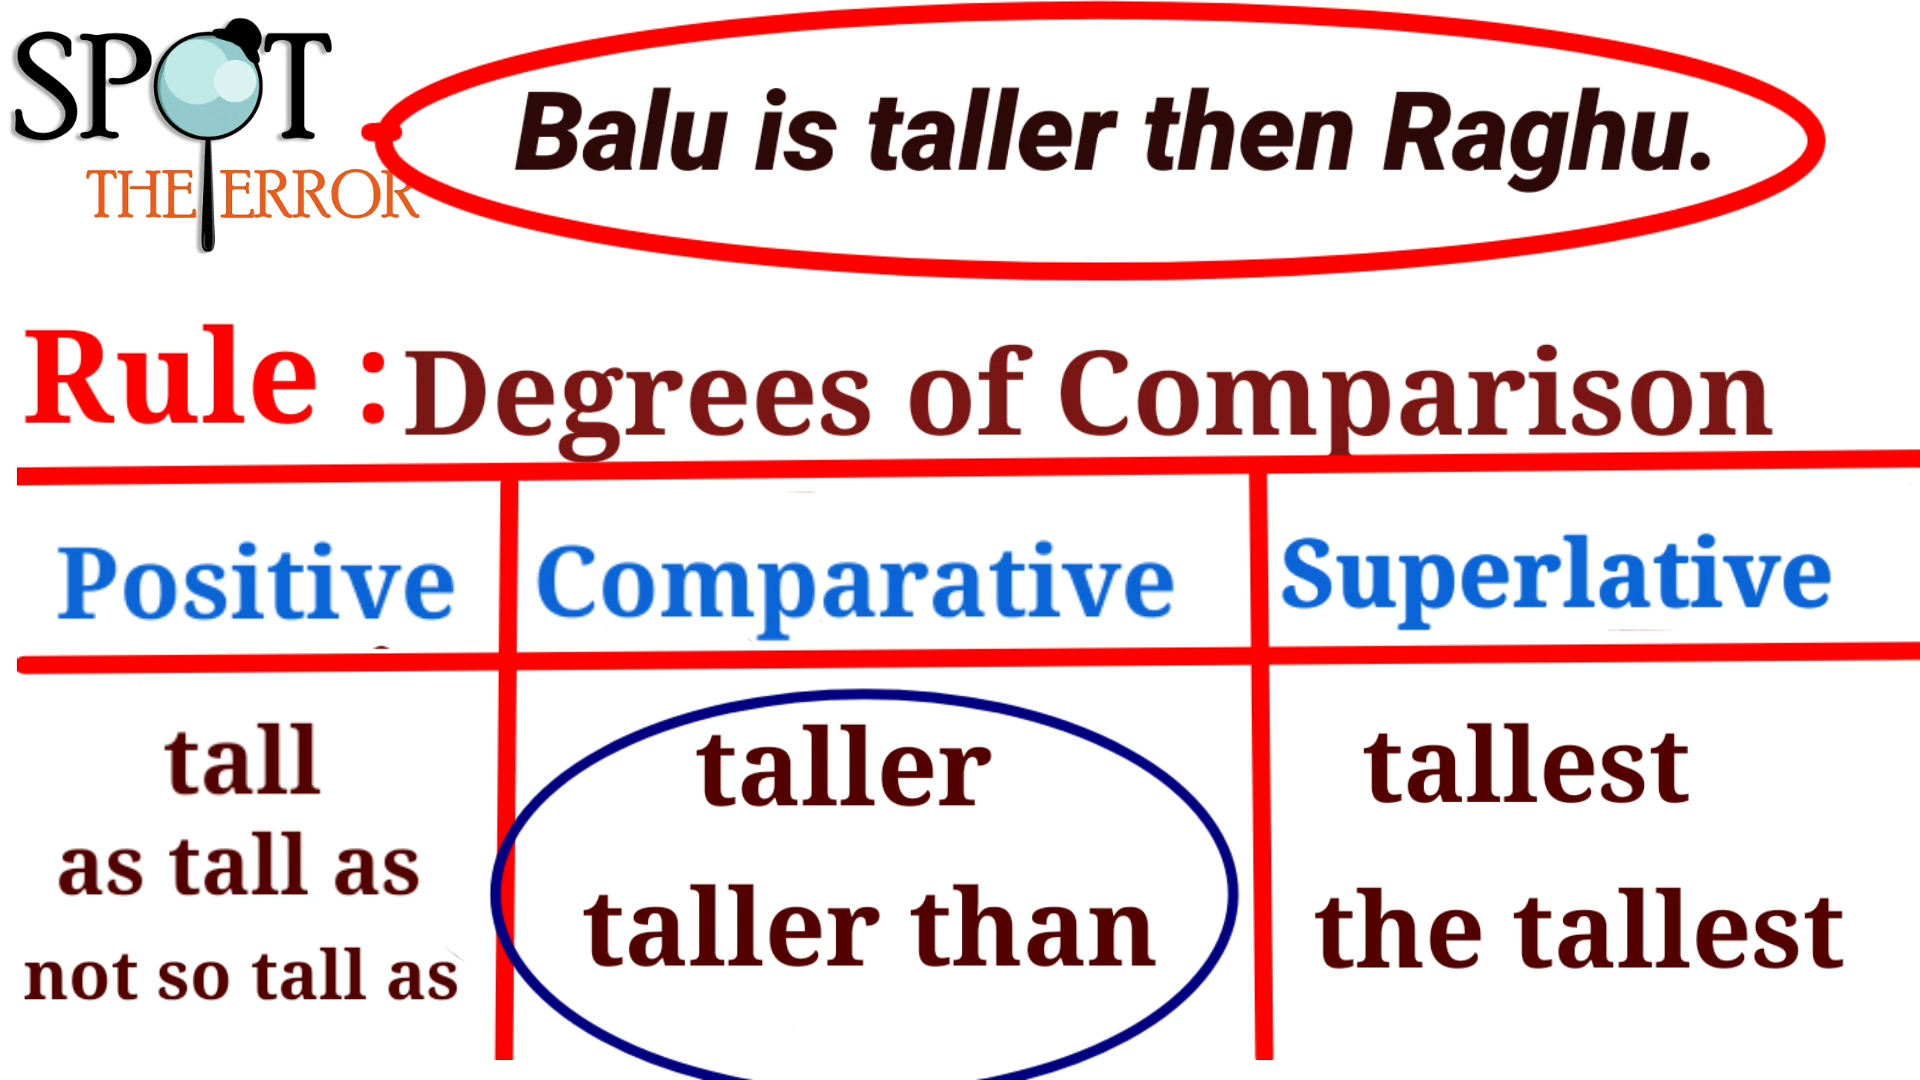 SPOT
THE ERROR
Balu is taller then Raghu.
Rule : Degrees of Comparison
Positive Comparative Superlative
tall taller tallest
as tall as
taller than the tallest
not so tall as